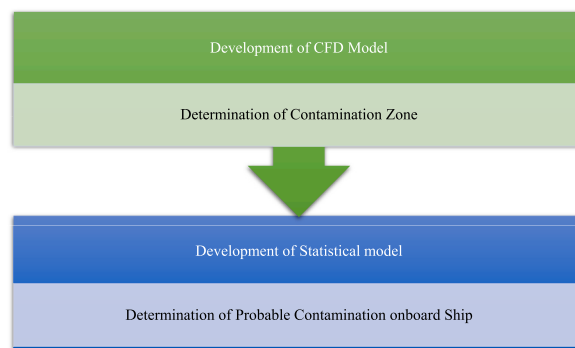 Development of CFD Model
Determination of Contamination Zone
Development of Statistical model
Determination of Probable Contamination onboard Ship